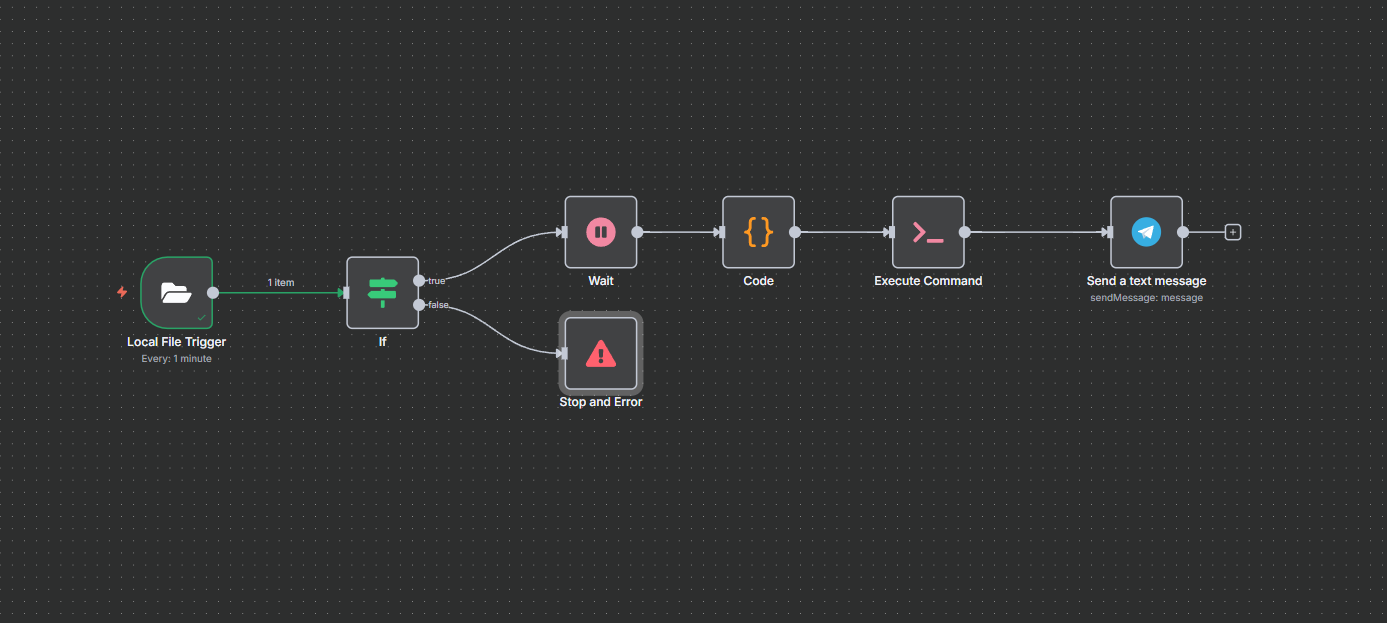 Local File Trigger
Every: 1 minute
1 item
If
true
false
Wait
Stop and Error
Code
Execute Command
Send a text message
sendMessage: message